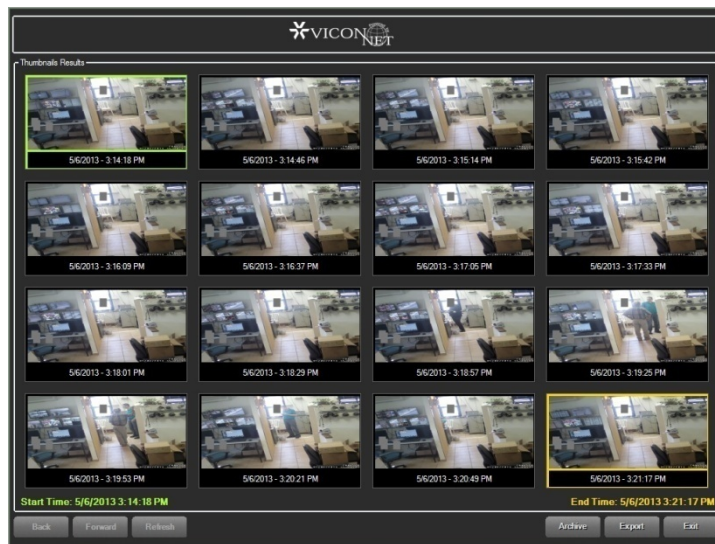 VICONNET
Thumbnails Results
5/6/2013 - 3:14:18 PM
5/6/2013 - 3:14:46 PM
5/6/2013 - 3:15:14 PM
5/6/2013 - 3:15:42 PM
5/6/2013 - 3:16:09 PM
5/6/2013 - 3:16:37 PM
5/6/2013 - 3:17:05 PM
5/6/2013 - 3:17:33 PM
5/6/2013 - 3:18:01 PM
5/6/2013 - 3:18:29 PM
5/6/2013 - 3:18:57 PM
5/6/2013 - 3:19:25 PM
5/6/2013 - 3:19:53 PM
5/6/2013 - 3:20:21 PM
5/6/2013 - 3:20:49 PM
5/6/2013 - 3:21:17 PM
Start Time: 5/6/2013 3:14:18 PM
End Time: 5/6/2013 3:21:17 PM
Back
Forward
Refresh
Archive
Export
Exit